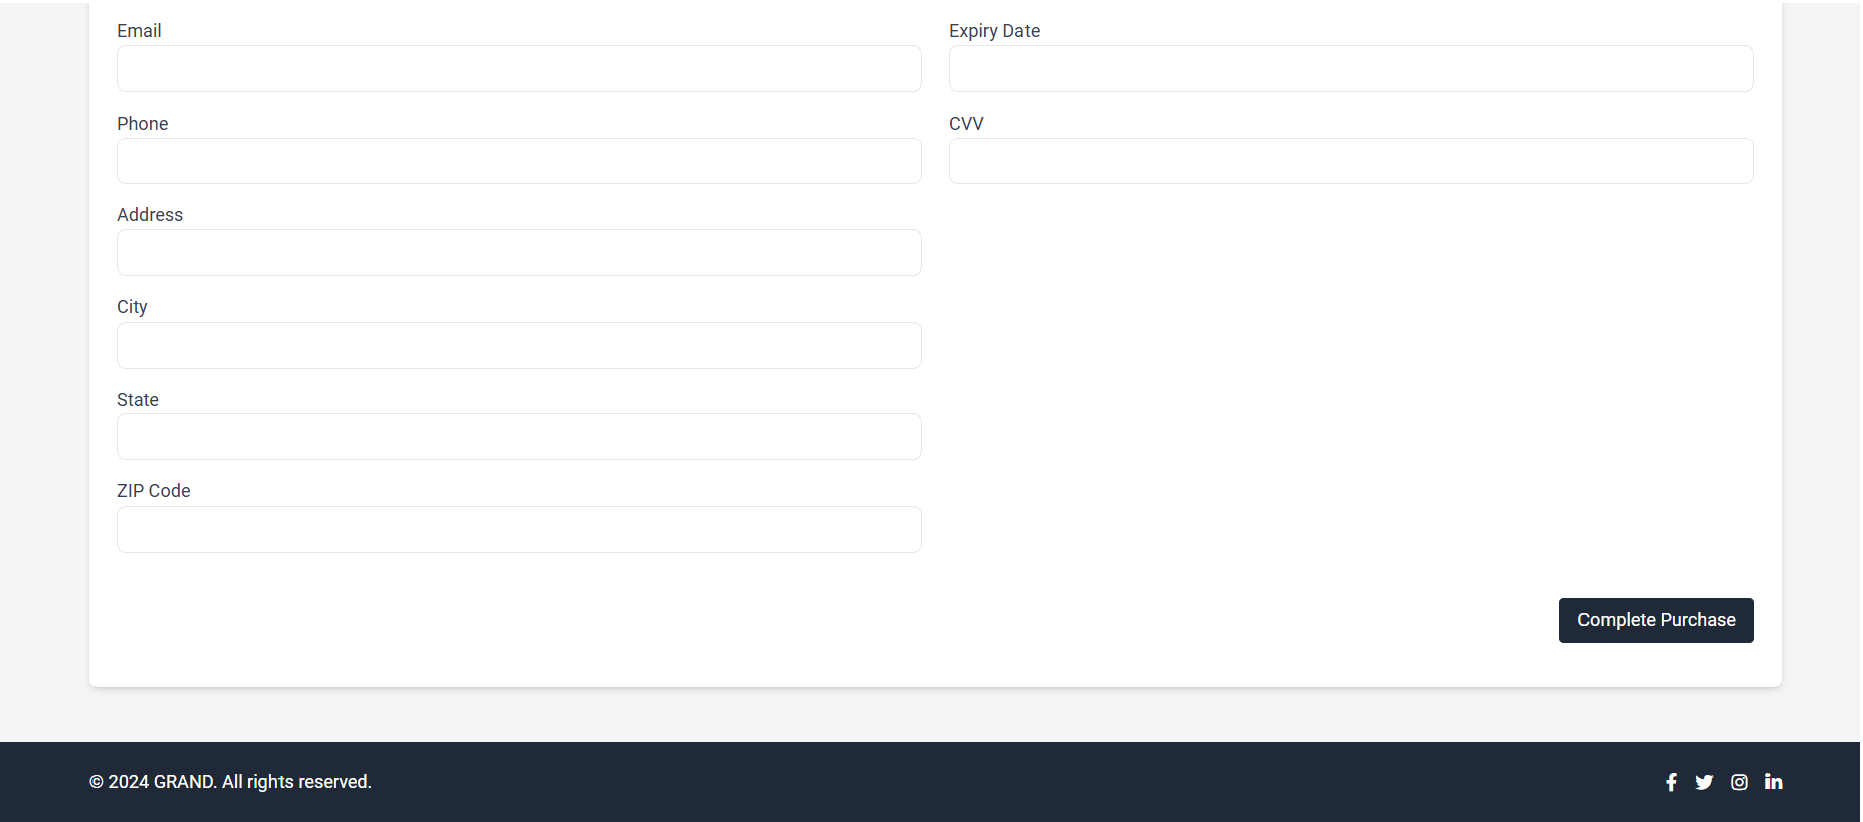 Email
Phone
Address
City
State
ZIP Code
Expiry Date
CVV
Complete Purchase
© 2024 GRAND. All rights reserved.